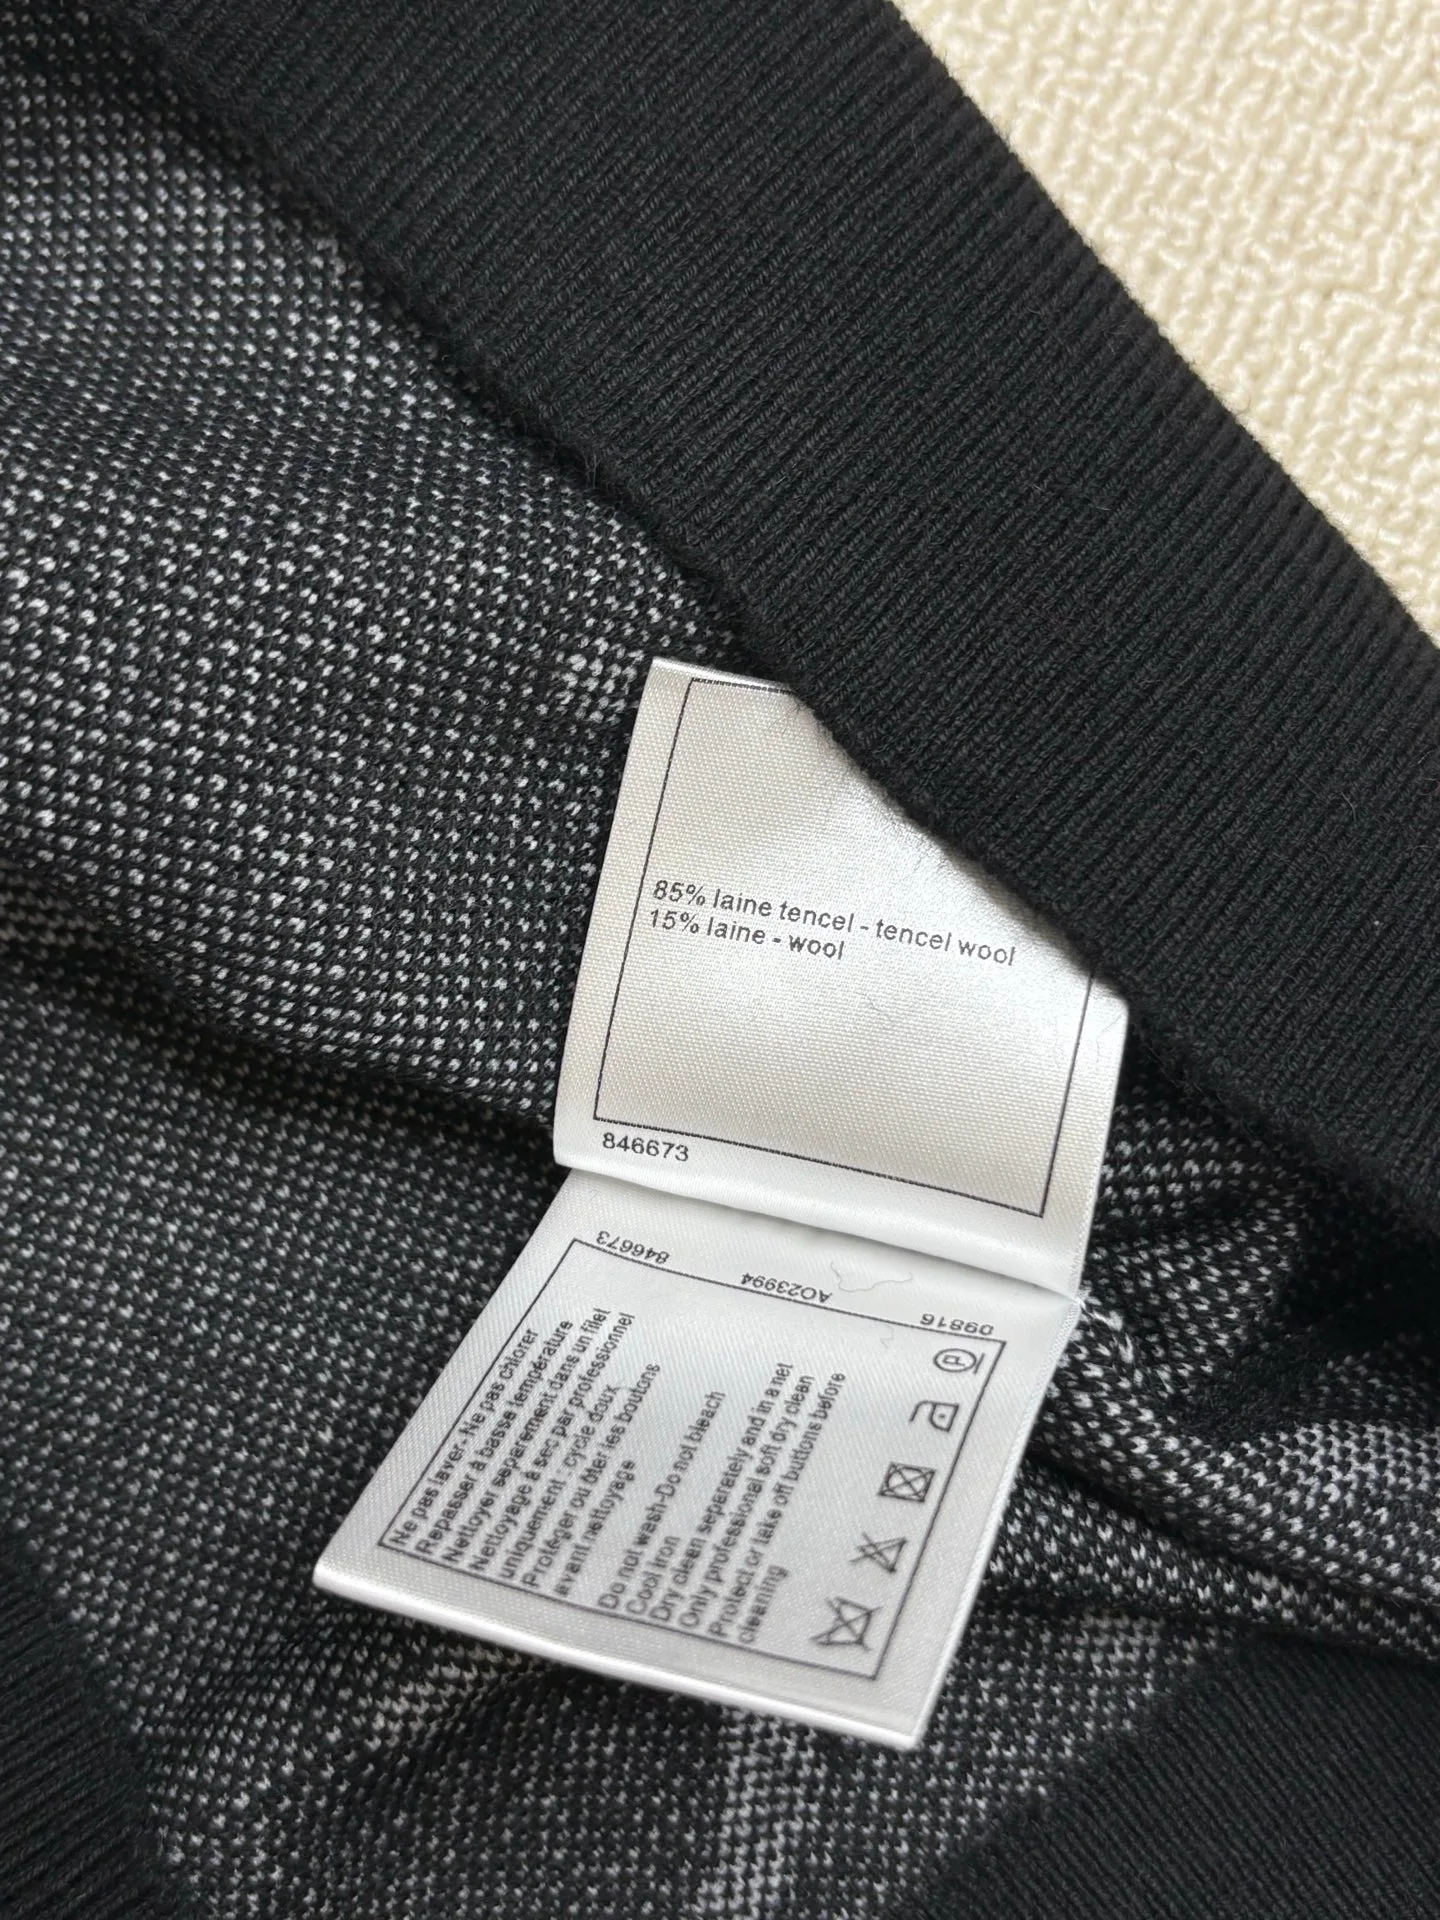 85% laine tencel - tencel wool
15% laine - wool
846673
846673
AO23994
09816
Ne pas laver - Ne pas chlorer
Repasser à basse température
Nettoyer separement dans un filet
Nettoyage à sec par professionnel
uniquement - cycle doux
Protéger ou ôter les boutons
avant nettoyage
Do not wash-Do not bleach
Cool iron
Dry clean separately and in a net
Only professional soft dry clean
Protect or take off buttons before
cleaning
P